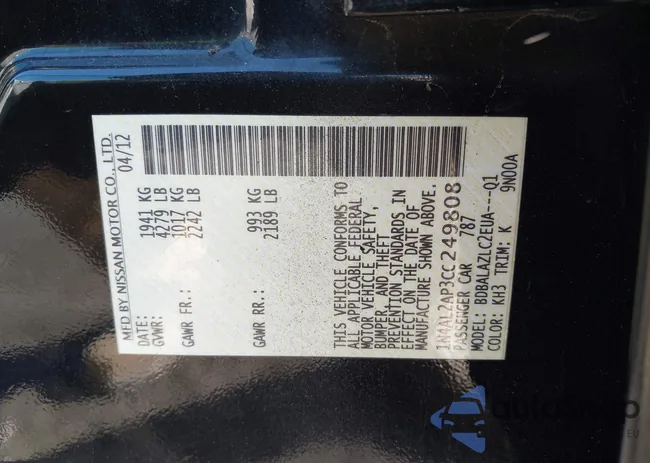 MFD BY NISSAN MOTOR CO., LTD.
DATE: 04/12
GVWR: 1941 KG
4279 LB
GAWR FR: 1017 KG
2242 LB
GAWR RR: 993 KG
2189 LB
THIS VEHICLE CONFORMS TO
ALL APPLICABLE FEDERAL
MOTOR VEHICLE SAFETY,
BUMPER, AND THEFT
PREVENTION STANDARDS IN
EFFECT ON THE DATE OF
MANUFACTURE SHOWN ABOVE.
1N4AL2AP3CC249808
PASSENGER CAR 787
MODEL: BDBALAZLC2EUA---Q1
COLOR: KH3 TRIM: K 9N00A